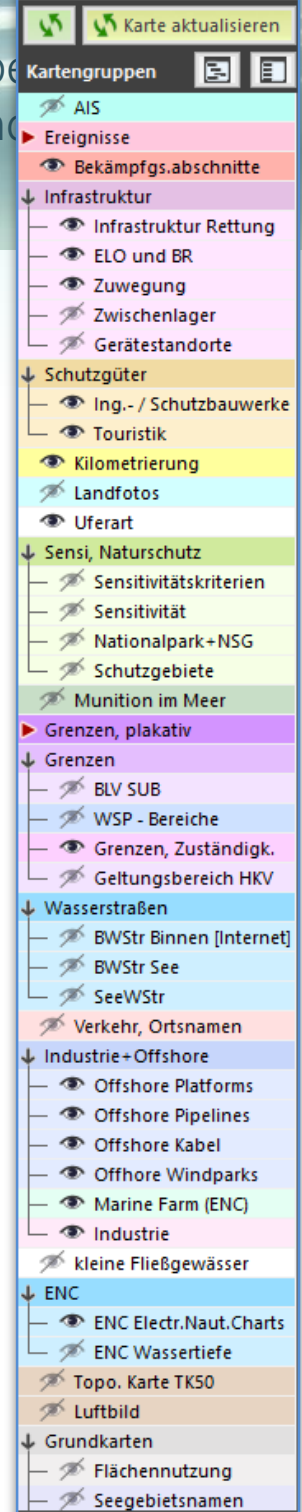 Karte aktualisieren
Kartengruppen
AIS
Ereignisse
Bekämpfgs.abschnitte
Infrastruktur
Infrastruktur Rettung
ELO und BR
Zuwegung
Zwischenlager
Gerätestandorte
Schutzgüter
Ing.- / Schutzbauwerke
Touristik
Kilometrierung
Landfotos
Uferart
Sensi, Naturschutz
Sensitivitätskriterien
Sensitivität
Nationalpark+NSG
Schutzgebiete
Munition im Meer
Grenzen, plakativ
Grenzen
BLV SUB
WSP - Bereiche
Grenzen, Zuständigk.
Geltungsbereich HKV
Wasserstraßen
BWStr Binnen [Internet]
BWStr See
SeeWStr
Verkehr, Ortsnamen
Industrie+Offshore
Offshore Platforms
Offshore Pipelines
Offshore Kabel
Offhore Windparks
Marine Farm (ENC)
Industrie
kleine Fließgewässer
ENC
ENC Electr.Naut.Charts
ENC Wassertiefe
Topo. Karte TK50
Luftbild
Grundkarten
Flächennutzung
Seegebietsnamen